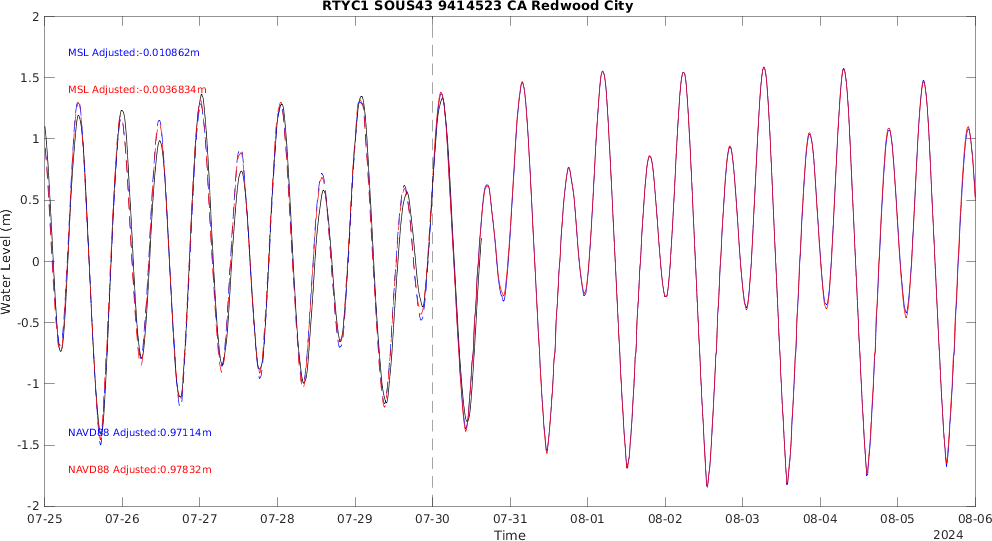 RTYC1 SOUS43 9414523 CA Redwood City
MSL Adjusted:-0.010862m
MSL Adjusted:-0.0036834m
NAVD88 Adjusted:0.97114m
NAVD88 Adjusted:0.97832m
Water Level (m)
2
1.5
1
0.5
0
-0.5
-1
-1.5
-2
07-25 07-26 07-27 07-28 07-29 07-30 07-31 08-01 08-02 08-03 08-04 08-05 08-06
Time
2024